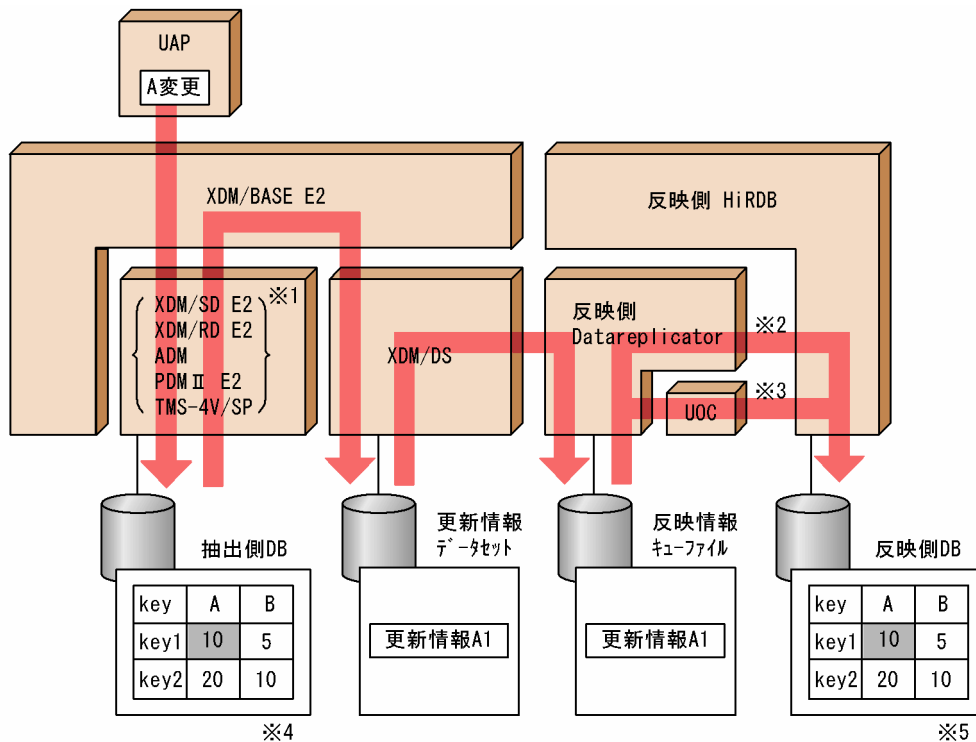 UAP
A変更
XDM/BASE E2
反映側 HiRDB
XDM/SD E2
XDM/RD E2
ADM
PDMⅡ E2
TMS-4V/SP
※1
XDM/DS
反映側
Datareplicator
※2
UOC
※3
抽出側DB
key A B
key1 10 5
key2 20 10
※4
更新情報
データセット
更新情報A1
反映情報
キューファイル
更新情報A1
反映側DB
key A B
key1 10 5
key2 20 10
※5